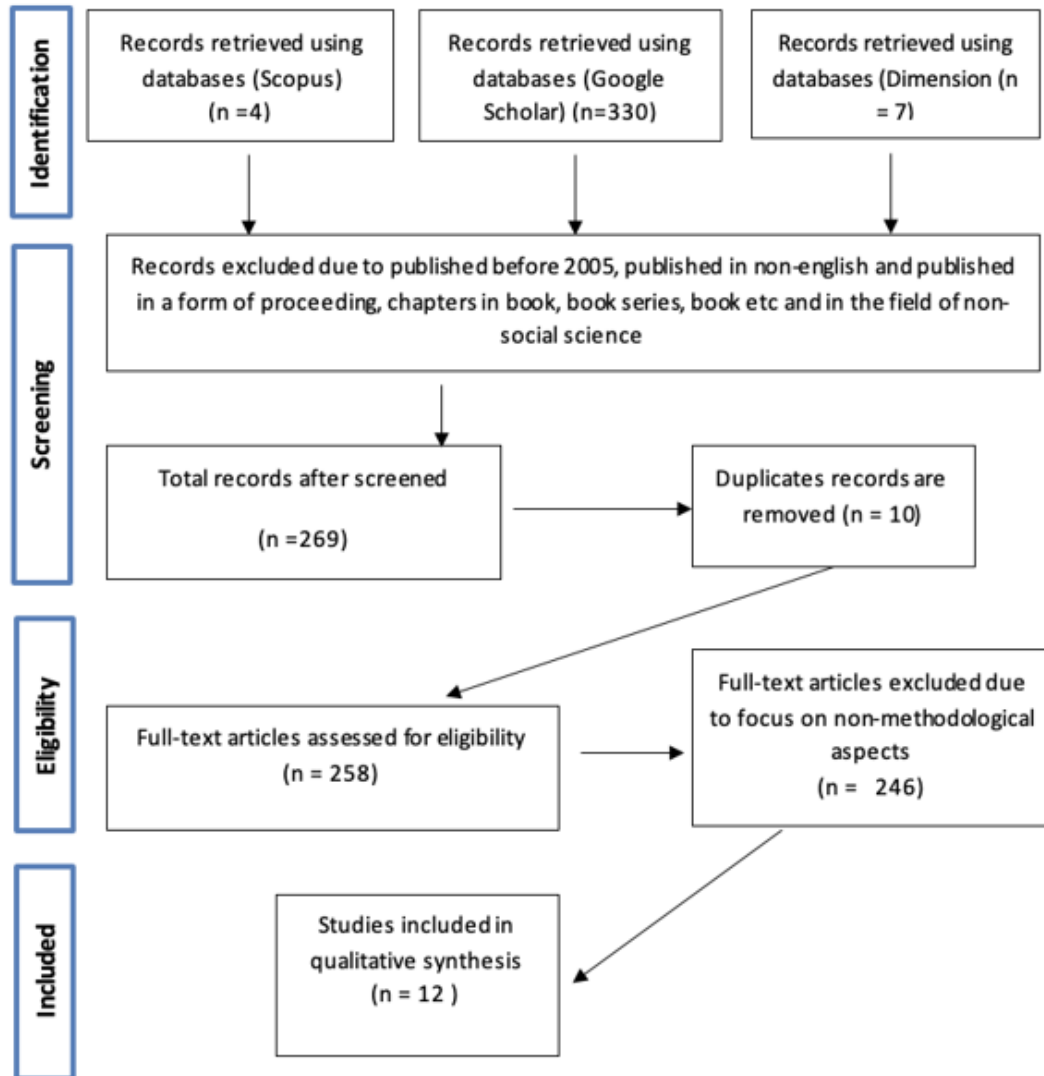 Identification
Records retrieved using
databases (Scopus)
(n =4)
Records retrieved using
databases (Google
Scholar) (n=330)
Records retrieved using
databases (Dimension (n
= 7)
Screening
Records excluded due to published before 2005, published in non-english and published
in a form of proceeding, chapters in book, book series, book etc and in the field of non-
social science
Total records after screened
(n =269)
Duplicates records are
removed (n = 10)
Eligibility
Full-text articles assessed for eligibility
(n = 258)
Full-text articles excluded due
to focus on non-methodological
aspects
(n = 246)
Included
Studies included in
qualitative synthesis
(n = 12 )